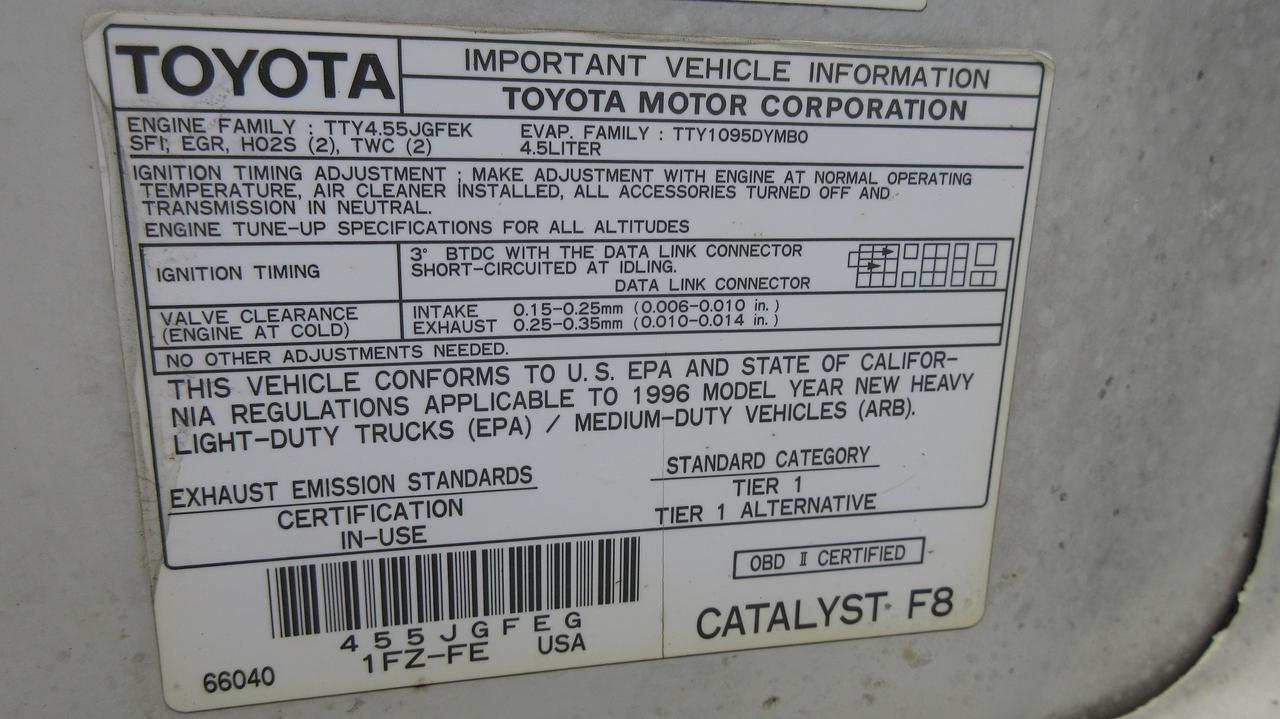 TOYOTA
IMPORTANT VEHICLE INFORMATION
TOYOTA MOTOR CORPORATION
ENGINE FAMILY : TTY4.55JGFEK EVAP. FAMILY : TTY1095DYMB0
SFI, EGR, HO2S (2), TWC (2) 4.5LITER
IGNITION TIMING ADJUSTMENT : MAKE ADJUSTMENT WITH ENGINE AT NORMAL OPERATING
TEMPERATURE, AIR CLEANER INSTALLED, ALL ACCESSORIES TURNED OFF AND
TRANSMISSION IN NEUTRAL.
ENGINE TUNE-UP SPECIFICATIONS FOR ALL ALTITUDES
IGNITION TIMING
3° BTDC WITH THE DATA LINK CONNECTOR
SHORT-CIRCUITED AT IDLING.
DATA LINK CONNECTOR
VALVE CLEARANCE
(ENGINE AT COLD)
INTAKE 0.15-0.25mm (0.006-0.010 in.)
EXHAUST 0.25-0.35mm (0.010-0.014 in.)
NO OTHER ADJUSTMENTS NEEDED.
THIS VEHICLE CONFORMS TO U.S. EPA AND STATE OF CALIFOR-
NIA REGULATIONS APPLICABLE TO 1996 MODEL YEAR NEW HEAVY
LIGHT-DUTY TRUCKS (EPA) / MEDIUM-DUTY VEHICLES (ARB).
EXHAUST EMISSION STANDARDS STANDARD CATEGORY
CERTIFICATION TIER 1
IN-USE TIER 1 ALTERNATIVE
OBD II CERTIFIED
455JGFEG
1FZ-FE USA
CATALYST F8
66040